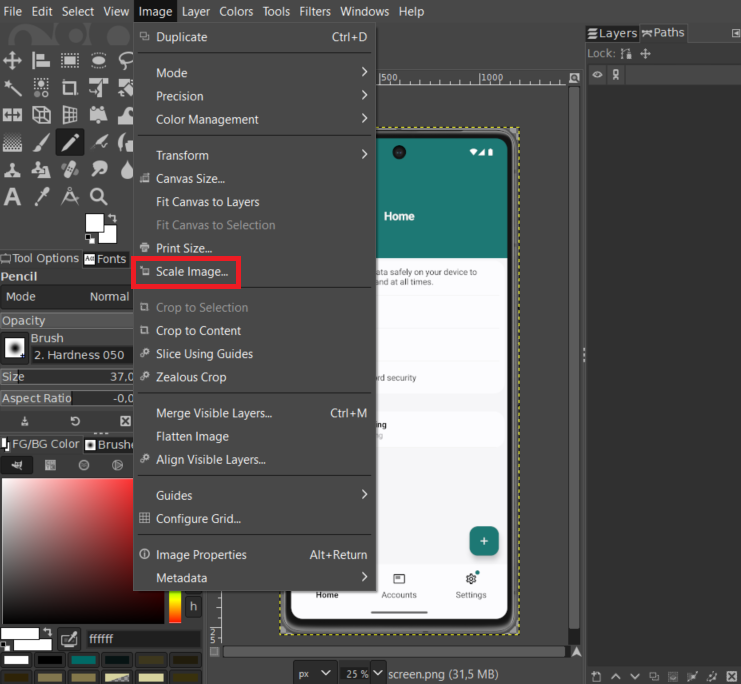 File Edit Select View Image Layer Colors Tools Filters Windows Help
Duplicate Ctrl+D
Mode
Precision
Color Management
Transform
Canvas Size...
Fit Canvas to Layers
Fit Canvas to Selection
Print Size...
Scale Image...
Crop to Selection
Crop to Content
Slice Using Guides
Zealous Crop
Merge Visible Layers... Ctrl+M
Flatten Image
Align Visible Layers...
Guides
Configure Grid...
Image Properties Alt+Return
Metadata
Tool Options Aa Fonts
Pencil
Mode Normal
Opacity
Brush
2. Hardness 050
Size 37,0
Aspect Ratio -0,0
FG/BG Color Brushe
h
ffffff
500 1000
Home
ata safely on your device to
and at all times.
rd security
ing
g
+
Home Accounts Settings
25
px 25 % screen.png (31,5 MB)
Layers Paths
Lock: